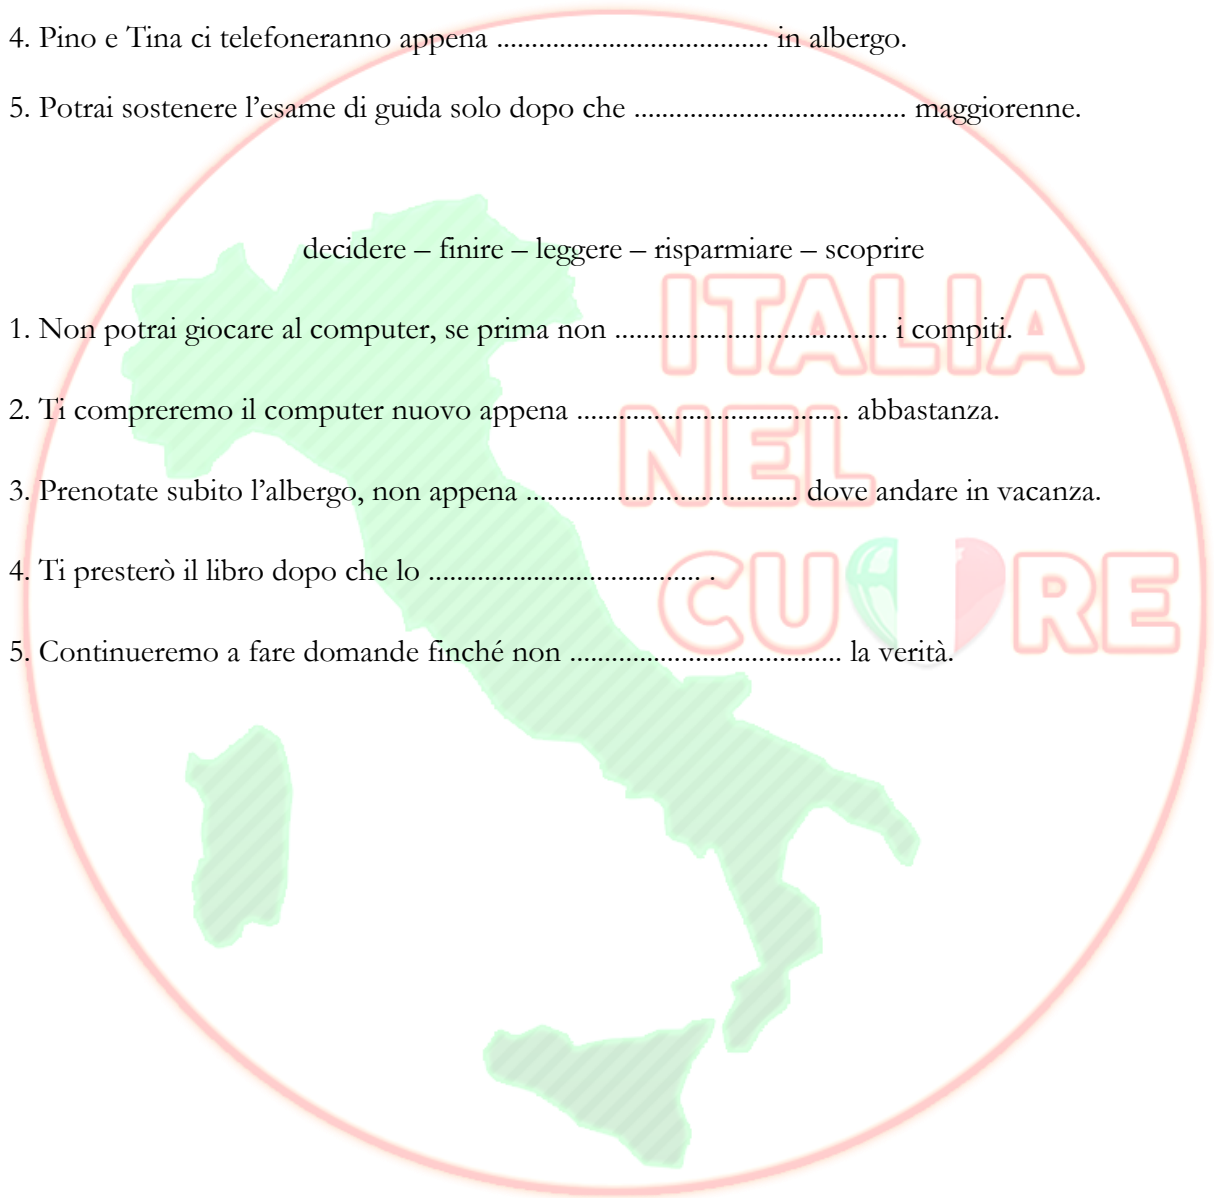 4. Pino e Tina ci telefoneranno appena ....................................... in albergo.
5. Potrai sostenere l’esame di guida solo dopo che ....................................... maggiorenne.
decidere – finire – leggere – risparmiare – scoprire
1. Non potrai giocare al computer, se prima non ....................................... i compiti.
2. Ti compreremo il computer nuovo appena ....................................... abbastanza.
3. Prenotate subito l’albergo, non appena ....................................... dove andare in vacanza.
4. Ti presterò il libro dopo che lo ....................................... .
5. Continueremo a fare domande finché non ....................................... la verità.
ITALIA
NEL
CUORE